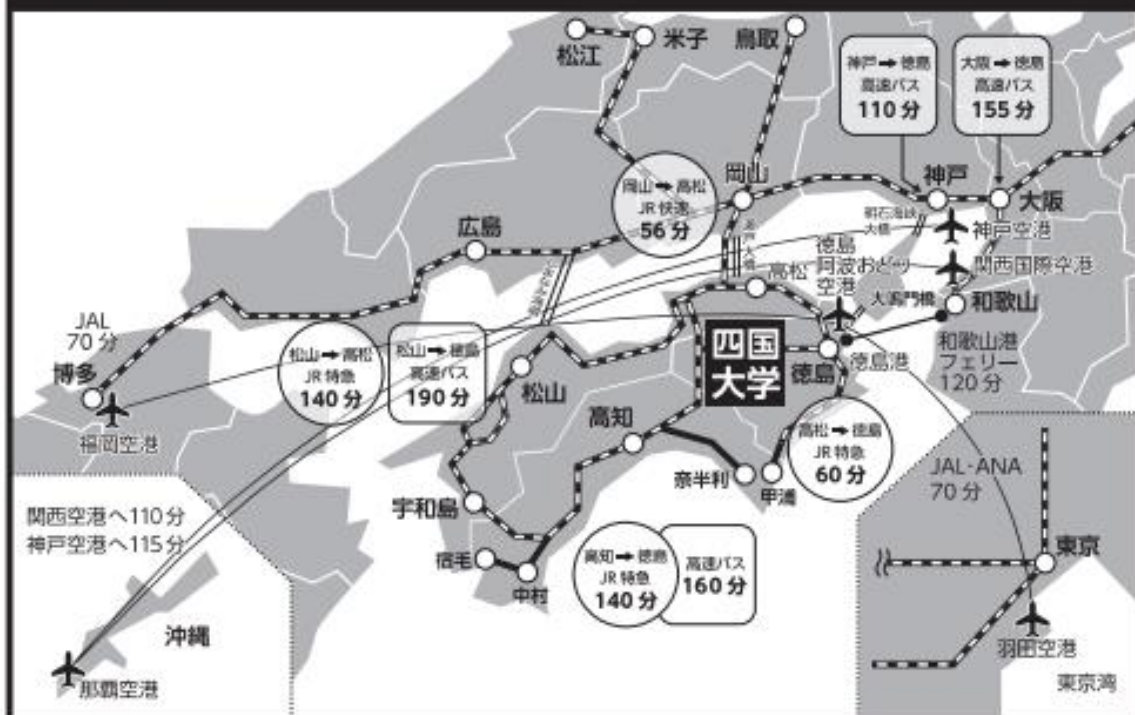 松江
米子
鳥取
神戸➡徳島
高速バス
110分
大阪➡徳島
高速バス
155分
岡山➡高松
JR快速
56分
岡山
神戸
大阪
広島
瀬戸大橋
明石海峡
大橋
神戸空港
徳島
阿波おどり
空港
関西国際空港
高松
大鳴門橋
和歌山
JAL
70分
博多
福岡空港
松山➡高松
JR特急
140分
松山➡徳島
高速バス
190分
松山
四国
大学
徳島
徳島港
和歌山港
フェリー
120分
高知
高松➡徳島
JR特急
60分
奈半利
甲浦
JAL·ANA
70分
関西空港へ110分
神戸空港へ115分
宇和島
宿毛
中村
高知➡徳島
JR特急
140分
高速バス
160分
東京
沖縄
那覇空港
羽田空港
東京湾